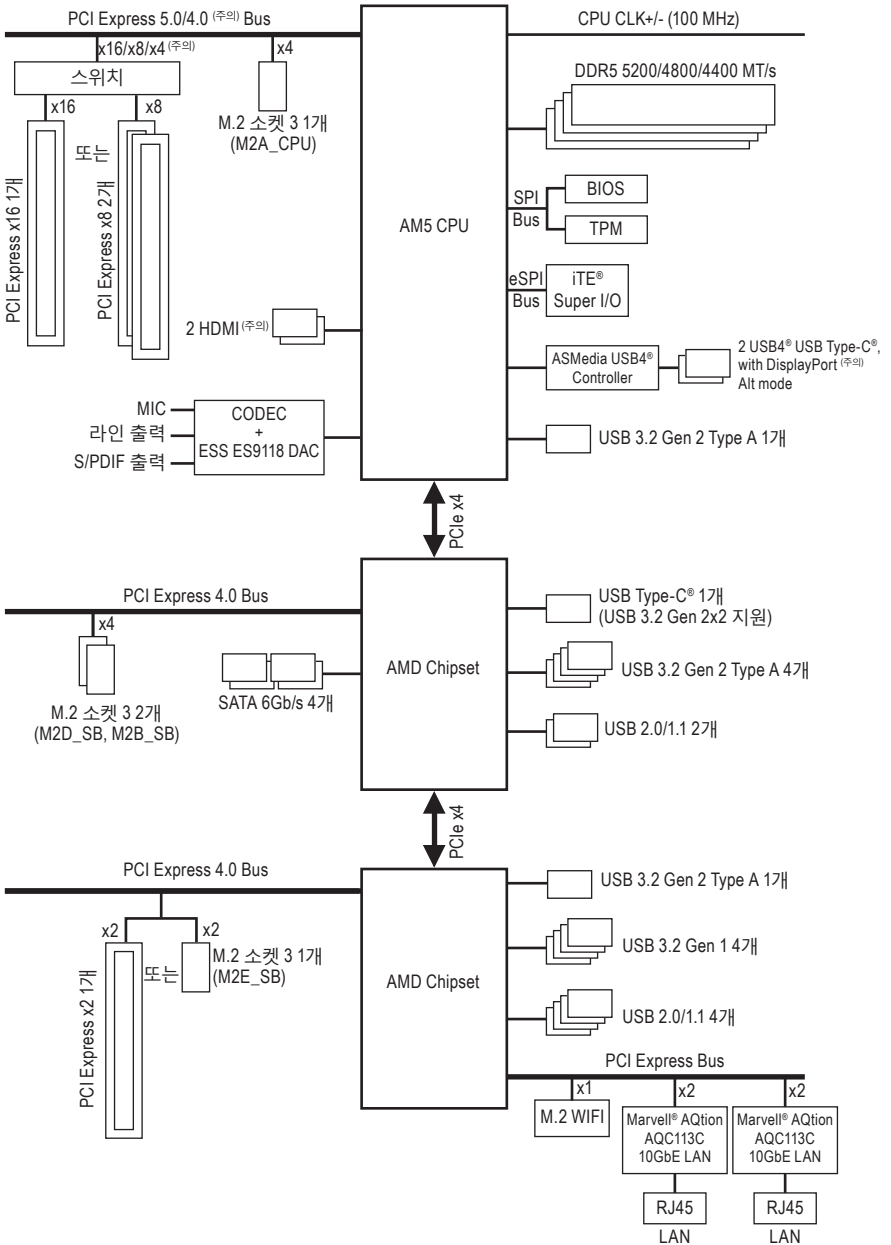 PCI Express 5.0/4.0 (주의) Bus
CPU CLK+/- (100 MHz)
x16/x8/x4 (주의)
x4
스위치
x16
x8
또는
PCI Express x16 1개
PCI Express x8 2개
M.2 소켓 3 1개
(M2A_CPU)
DDR5 5200/4800/4400 MT/s
AM5 CPU
SPI
Bus
BIOS
TPM
eSPI
Bus
iTE®
Super I/O
2 HDMI (주의)
ASMedia USB4®
Controller
2 USB4® USB Type-C®,
with DisplayPort (주의)
Alt mode
MIC
라인 출력
S/PDIF 출력
CODEC
+
ESS ES9118 DAC
USB 3.2 Gen 2 Type A 1개
PCIe x4
PCI Express 4.0 Bus
x4
M.2 소켓 3 2개
(M2D_SB, M2B_SB)
SATA 6Gb/s 4개
AMD Chipset
USB Type-C® 1개
(USB 3.2 Gen 2x2 지원)
USB 3.2 Gen 2 Type A 4개
USB 2.0/1.1 2개
PCIe x4
PCI Express 4.0 Bus
x2
x2
PCI Express x2 1개
또는
M.2 소켓 3 1개
(M2E_SB)
AMD Chipset
USB 3.2 Gen 2 Type A 1개
USB 3.2 Gen 1 4개
USB 2.0/1.1 4개
PCI Express Bus
x1
x2
x2
M.2 WIFI
Marvell® AQtion
AQC113C
10GbE LAN
Marvell® AQtion
AQC113C
10GbE LAN
RJ45
RJ45
LAN
LAN